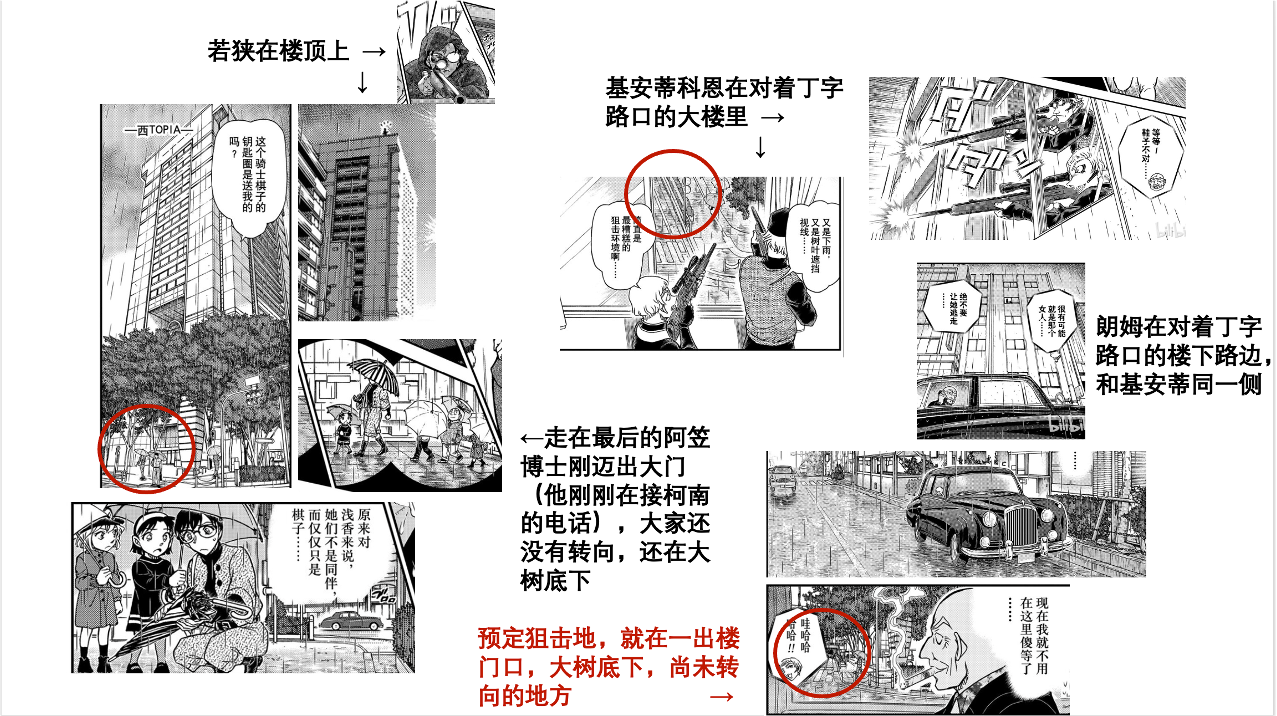 若狭在楼顶上 →
↓
—西TOPIA—
这个骑士棋子的
钥匙圈是送我的
吗？
原来对
浅香来说，
她们不是同伴，
而仅仅只是
棋子……
←走在最后的阿笠
博士刚迈出大门
（他刚刚在接柯南
的电话），大家还
没有转向，还在大
树底下
基安蒂科恩在对着丁字
路口的大楼里 →
↓
又是下雨，
又是树叶遮挡
视线……
最糟糕的
狙击环境啊……
等等！
鞋子不对…
bilibi
很有可能
就是那个
女人……
绝不要
让她逃走
……
bilibi
朗姆在对着丁字
路口的楼下路边，
和基安蒂同一侧
现在我就不用
在这里傻等了
……
哇哈哈
哈哈!!
预定狙击地，就在一出楼
门口，大树底下，尚未转
向的地方 →